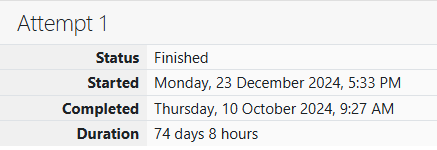 Attempt 1
Status Finished
Started Monday, 23 December 2024, 5:33 PM
Completed Thursday, 10 October 2024, 9:27 AM
Duration 74 days 8 hours